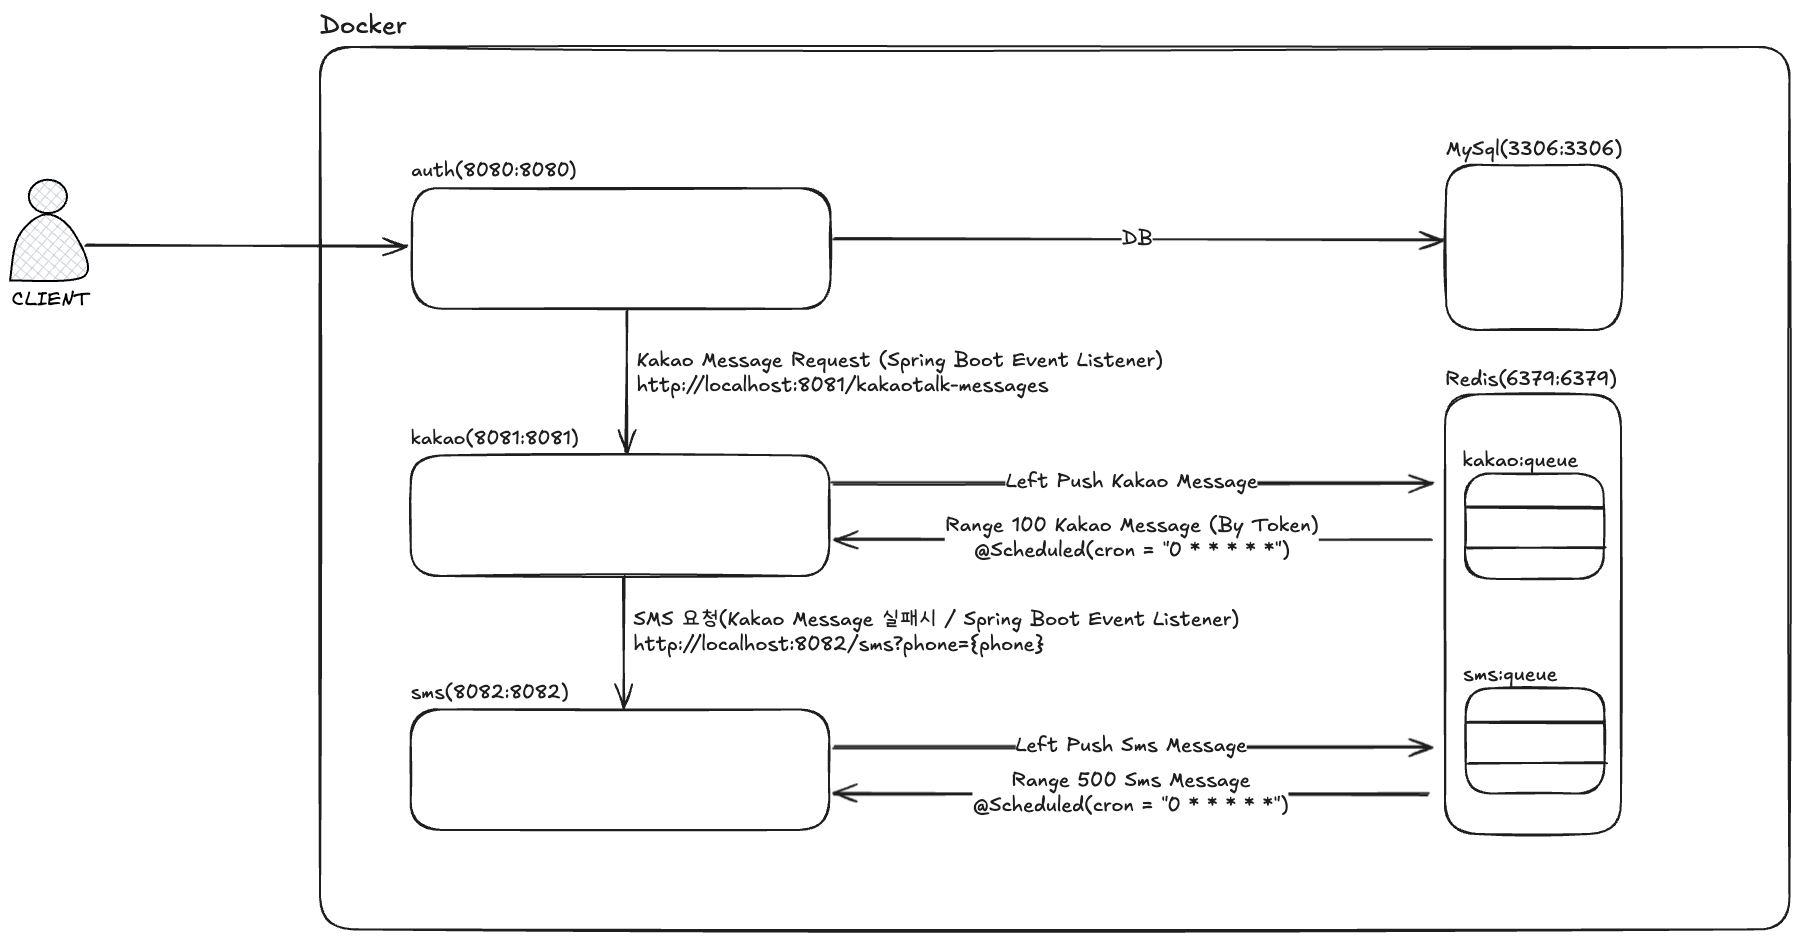 Docker
auth(8080:8080)
MySql(3306:3306)
DB
CLIENT
Kakao Message Request (Spring Boot Event Listener)
http://localhost:8081/kakaotalk-messages
Redis(6379:6379)
kakao(8081:8081)
kakao:queue
Left Push Kakao Message
Range 100 Kakao Message (By Token)
@Scheduled(cron = "0 * * * * *")
SMS 요청(Kakao Message 실패시 / Spring Boot Event Listener)
http://localhost:8082/sms?phone={phone}
sms:queue
sms(8082:8082)
Left Push Sms Message
Range 500 Sms Message
@Scheduled(cron = "0 * * * * *")